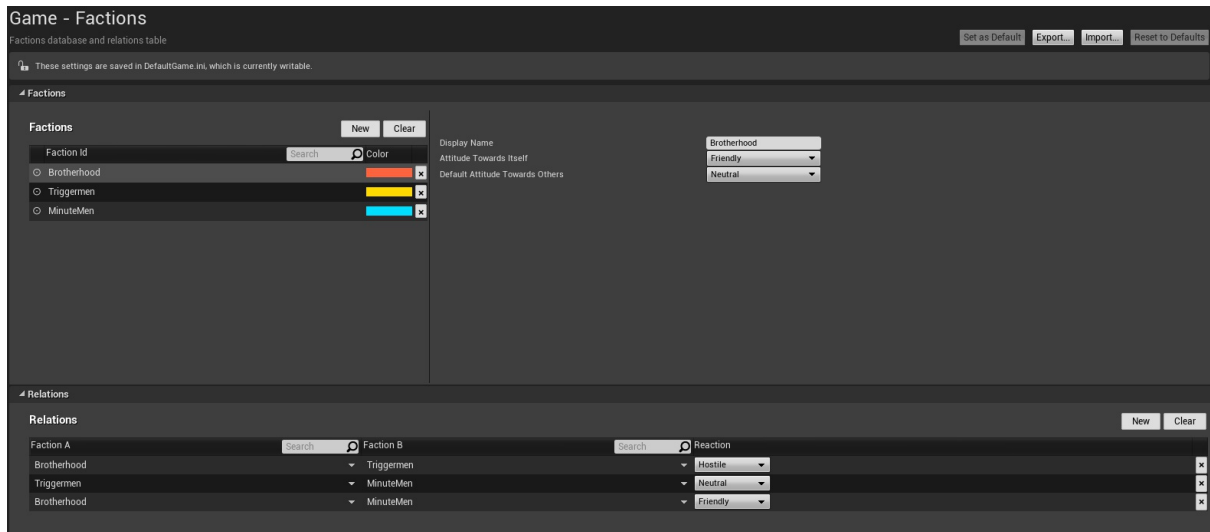 Game - Factions
Factions database and relations table
Set as Default Export... Import... Reset to Defaults
These settings are saved in DefaultGame.ini, which is currently writable.
Factions
Factions New Clear
Faction Id Search Color
Brotherhood
Triggermen
MinuteMen
Display Name Brotherhood
Attitude Towards Itself Friendly
Default Attitude Towards Others Neutral
Relations
Relations New Clear
Faction A Search Faction B Search Reaction
Brotherhood Triggermen Hostile
Triggermen MinuteMen Neutral
Brotherhood MinuteMen Friendly